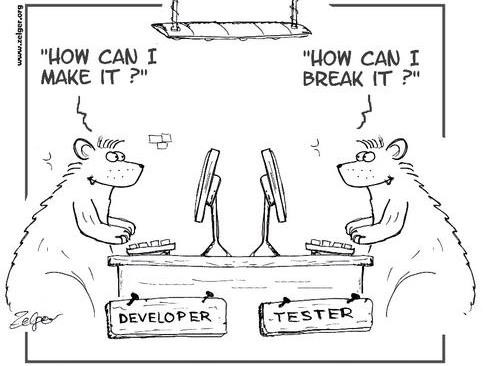 www.zelger.org
"HOW CAN I
MAKE IT ?"
"HOW CAN I
BREAK IT ?"
Zelger
DEVELOPER
TESTER